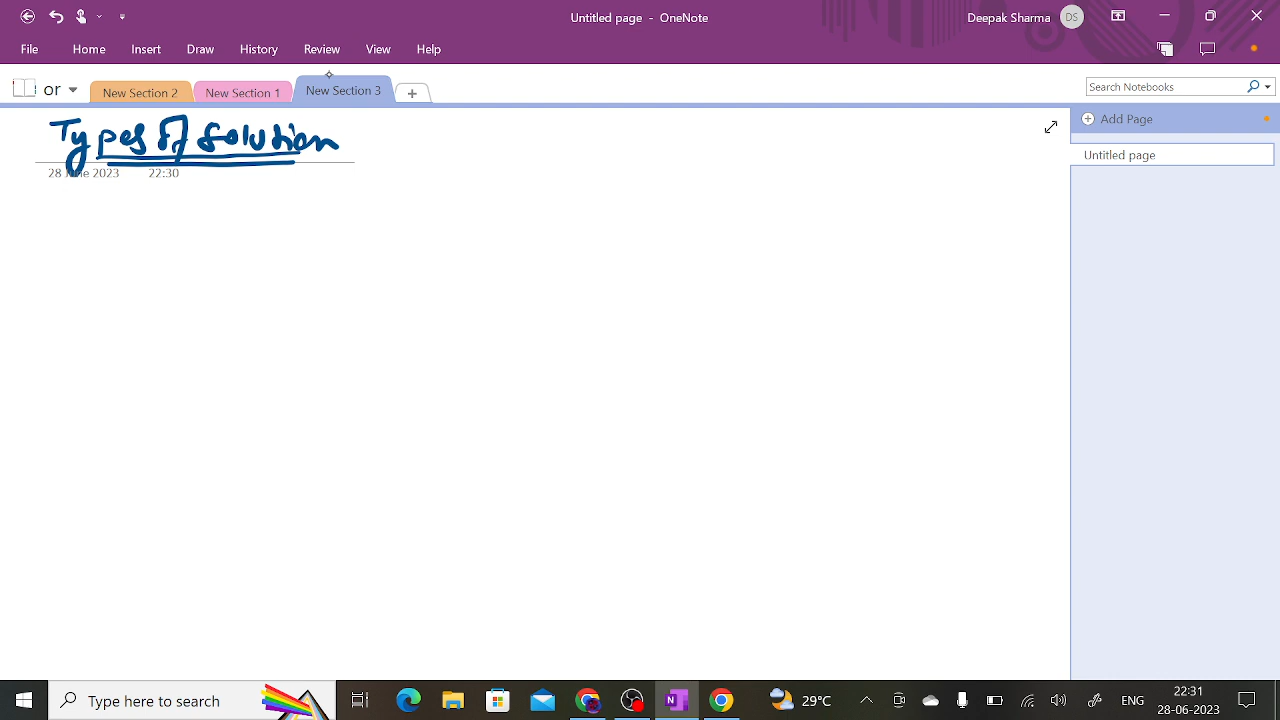 Untitled page - OneNote
Deepak Sharma DS
File Home Insert Draw History Review View Help
or New Section 2 New Section 1 New Section 3 + Search Notebooks
Types of solution
Add Page
Untitled page
28 June 2023 22:30
Type here to search 29°C ENG
28-06-2023